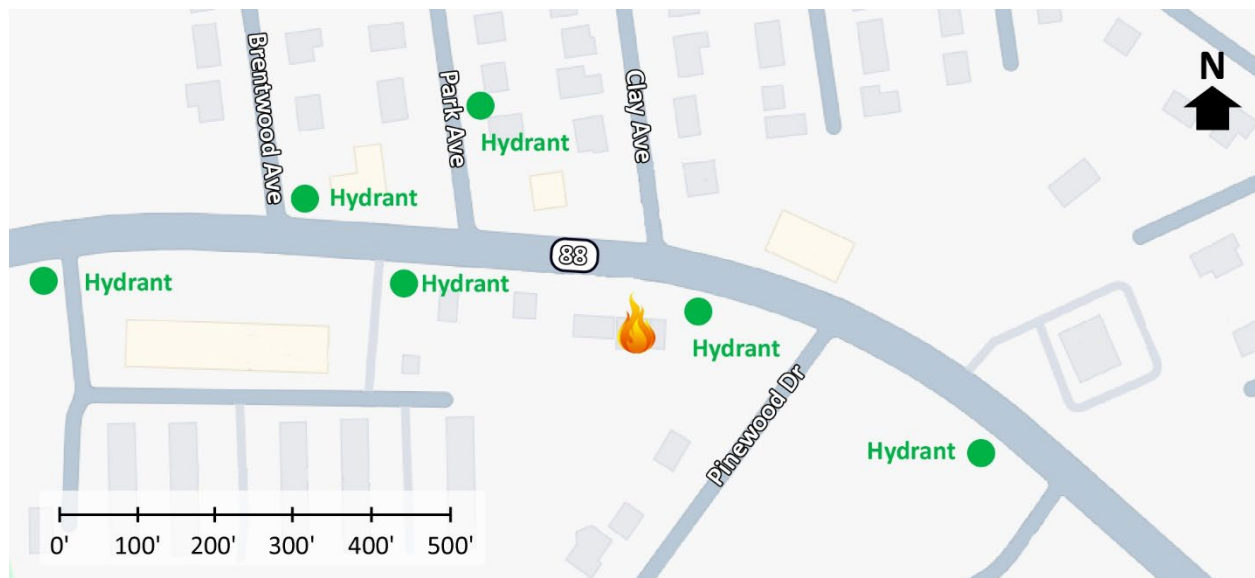 Brentwood Ave
Park Ave
Clay Ave
N
Hydrant
Hydrant
88
Hydrant
Hydrant
Hydrant
Pinewood Dr
Hydrant
0' 100' 200' 300' 400' 500'